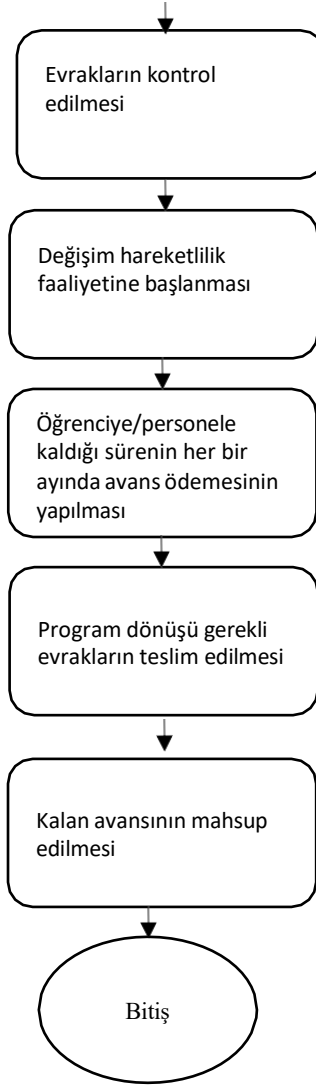 Evrakların kontrol
edilmesi
Değişim hareketlilik
faaliyetine başlanması
Öğrenciye/personele
kaldığı sürenin her bir
ayında avans ödemesinin
yapılması
Program dönüşü gerekli
evrakların teslim edilmesi
Kalan avansının mahsup
edilmesi
Bitiş